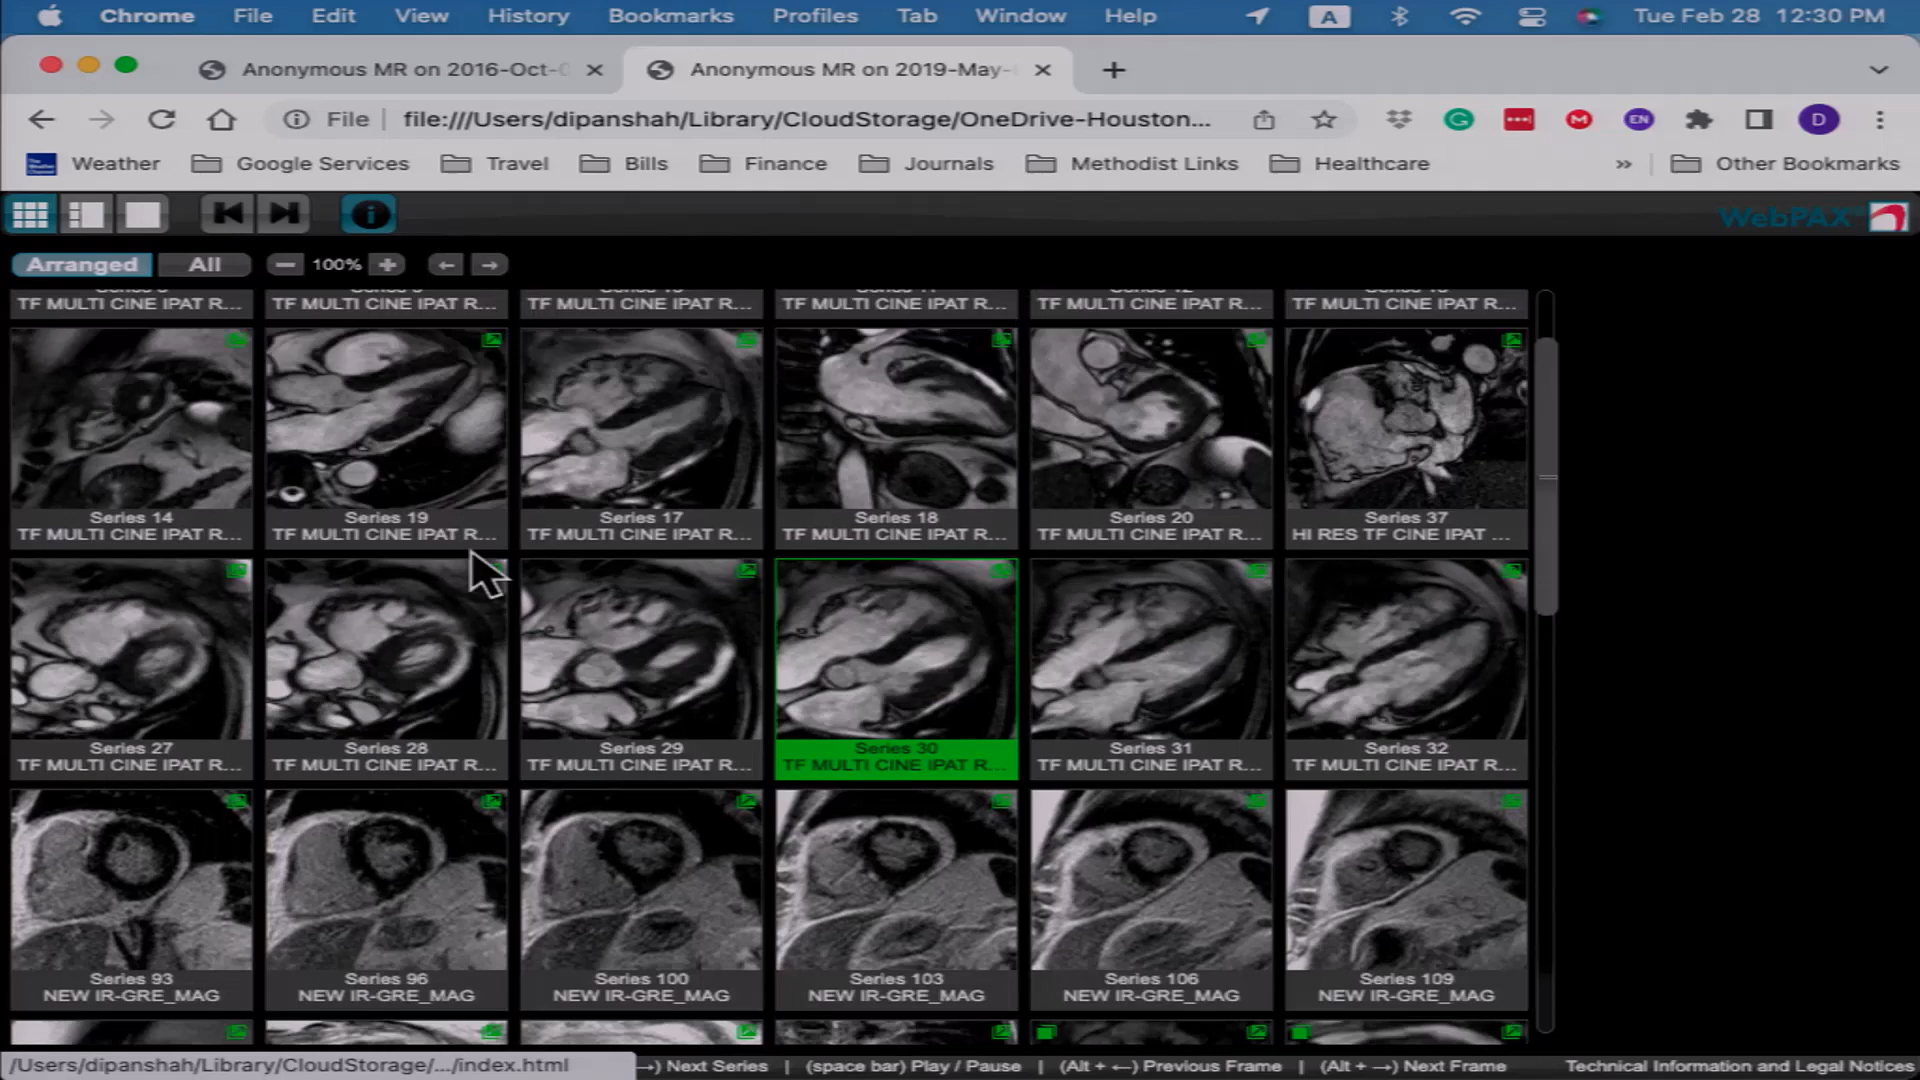 Chrome File Edit View History Bookmarks Profiles Tab Window Help A Tue Feb 28 12:30 PM
Anonymous MR on 2016-Oct- Anonymous MR on 2019-May-
File file:///Users/dipanshah/Library/CloudStorage/OneDrive-Houston... EN D
Weather Google Services Travel Bills Finance Journals Methodist Links Healthcare » Other Bookmarks
WebPAX
Arranged All 100%
TF MULTI CINE IPAT R... TF MULTI CINE IPAT R... TF MULTI CINE IPAT R... TF MULTI CINE IPAT R... TF MULTI CINE IPAT R... TF MULTI CINE IPAT R...
Series 14 Series 19 Series 17 Series 18 Series 20 Series 37
TF MULTI CINE IPAT R... TF MULTI CINE IPAT R... TF MULTI CINE IPAT R... TF MULTI CINE IPAT R... TF MULTI CINE IPAT R... HI RES TF CINE IPAT ...
Series 27 Series 28 Series 29 Series 30 Series 31 Series 32
TF MULTI CINE IPAT R... TF MULTI CINE IPAT R... TF MULTI CINE IPAT R... TF MULTI CINE IPAT R... TF MULTI CINE IPAT R... TF MULTI CINE IPAT R...
Series 93 Series 96 Series 100 Series 103 Series 106 Series 109
NEW IR-GRE_MAG NEW IR-GRE_MAG NEW IR-GRE_MAG NEW IR-GRE_MAG NEW IR-GRE_MAG NEW IR-GRE_MAG
/Users/dipanshah/Library/CloudStorage/.../index.html →) Next Series | (space bar) Play / Pause | (Alt + ←) Previous Frame | (Alt + →) Next Frame Technical Information and Legal Notices